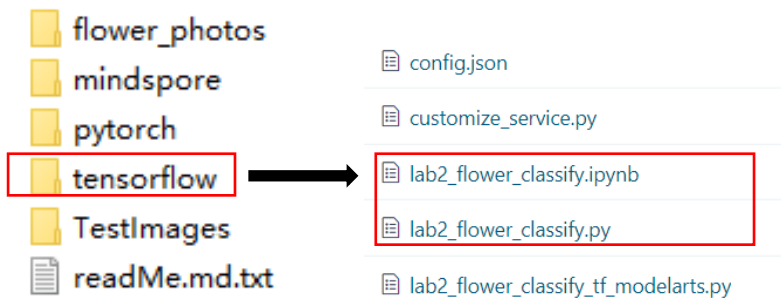 flower_photos
mindspore
pytorch
tensorflow
TestImages
readMe.md.txt
config.json
customize_service.py
lab2_flower_classify.ipynb
lab2_flower_classify.py
lab2_flower_classify_tf_modelarts.py